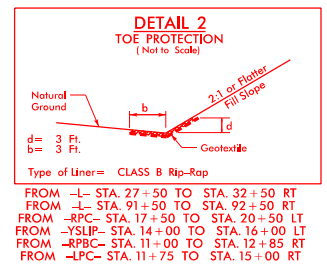 DETAIL 2
TOE PROTECTION
( Not to Scale)
Natural
Ground
b
2:1 or Flatter
Fill Slope
d
d= 3 Ft.
b= 3 Ft.
Geotextile
Type of Liner= CLASS B Rip-Rap
FROM -L- STA. 27+50 TO STA. 32+50 RT
FROM -L- STA. 91+50 TO STA. 92+50 RT
FROM -RPC- STA. 17+50 TO STA. 20+50 LT
FROM -YSLIP- STA. 14+00 TO STA. 16+00 LT
FROM -RPBC- STA. 11+00 TO STA. 12+85 RT
FROM -LPC- STA. 11+75 TO STA. 15+00 RT